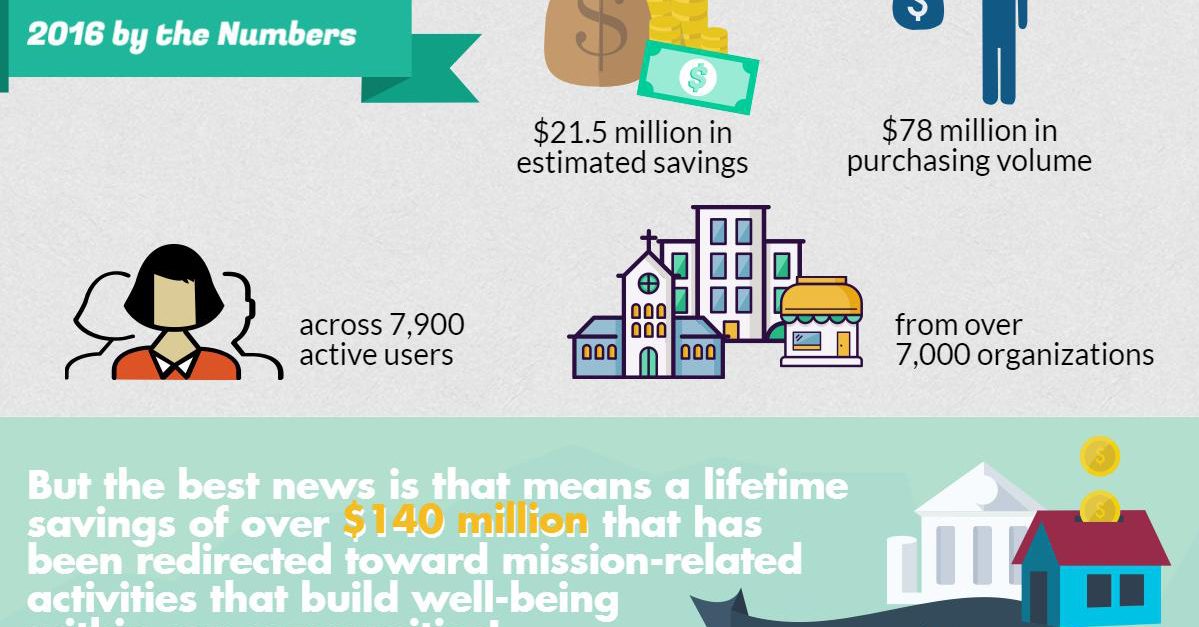 2016 by the Numbers
$21.5 million in
estimated savings
$78 million in
purchasing volume
across 7,900
active users
from over
7,000 organizations
But the best news is that means a lifetime
savings of over $140 million that has
been redirected toward mission-related
activities that build well-being